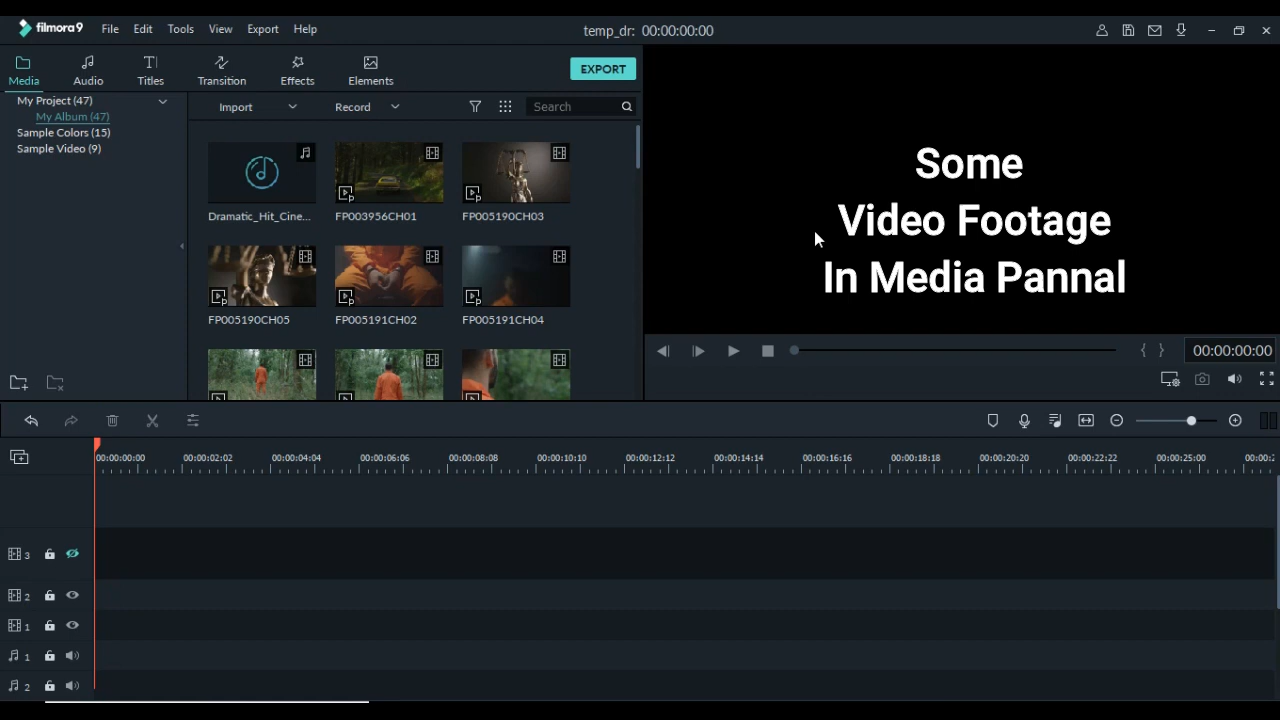 filmora9 File Edit Tools View Export Help temp_dr: 00:00:00:00
Media Audio Titles Transition Effects Elements EXPORT
My Project (47)
My Album (47)
Sample Colors (15)
Sample Video (9)
Import Record Search
Dramatic_Hit_Cine... FP003956CH01 FP005190CH03
FP005190CH05 FP005191CH02 FP005191CH04
Some
Video Footage
In Media Pannal
{ } 00:00:00:00
00:00:00:00 00:00:02:02 00:00:04:04 00:00:06:06 00:00:08:08 00:00:10:10 00:00:12:12 00:00:14:14 00:00:16:16 00:00:18:18 00:00:20:20 00:00:22:22 00:00:25:00 00:00:2
3
2
1
1
2